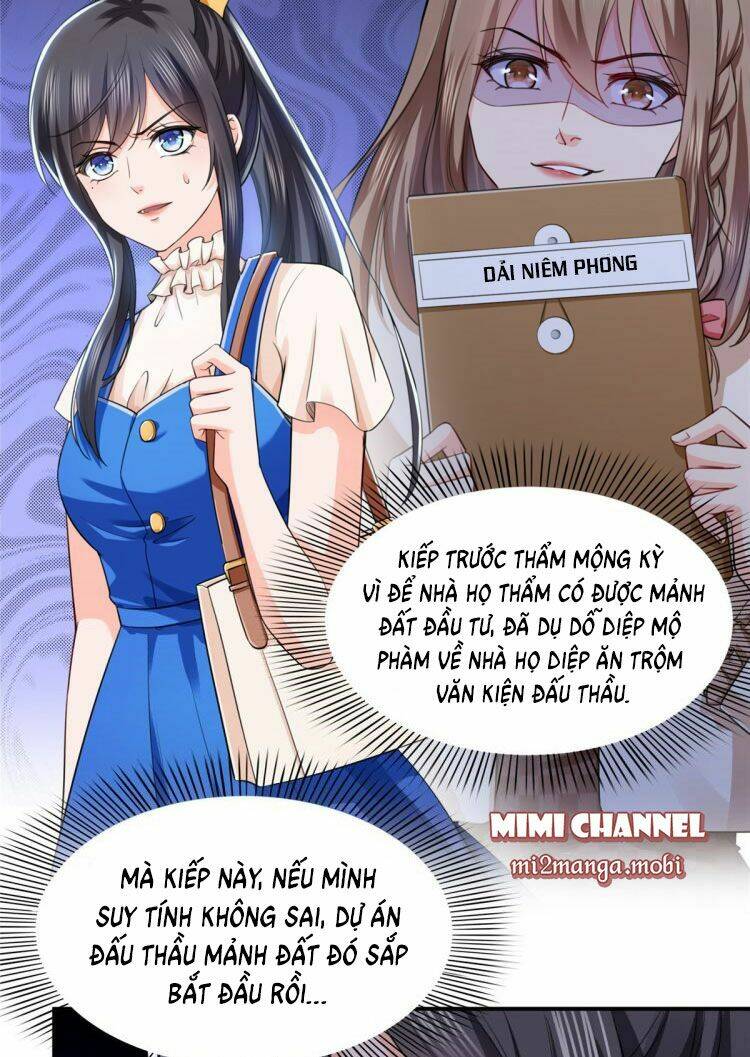 DẢI NIÊM PHONG
KIẾP TRƯỚC THẨM MỘNG KỲ
VÌ ĐỂ NHÀ HỌ THẨM CÓ ĐƯỢC MẢNH
ĐẤT ĐẦU TƯ, ĐÃ DỤ DỖ DIỆP MỘ
PHÀM VỀ NHÀ HỌ DIỆP ĂN TRỘM
VĂN KIỆN ĐẤU THẦU.
MIMI CHANNEL
mi2manga.mobi
MÀ KIẾP NÀY, NẾU MÌNH
SUY TÍNH KHÔNG SAI, DỰ ÁN
ĐẤU THẦU MẢNH ĐẤT ĐÓ SẮP
BẮT ĐẦU RỒI...